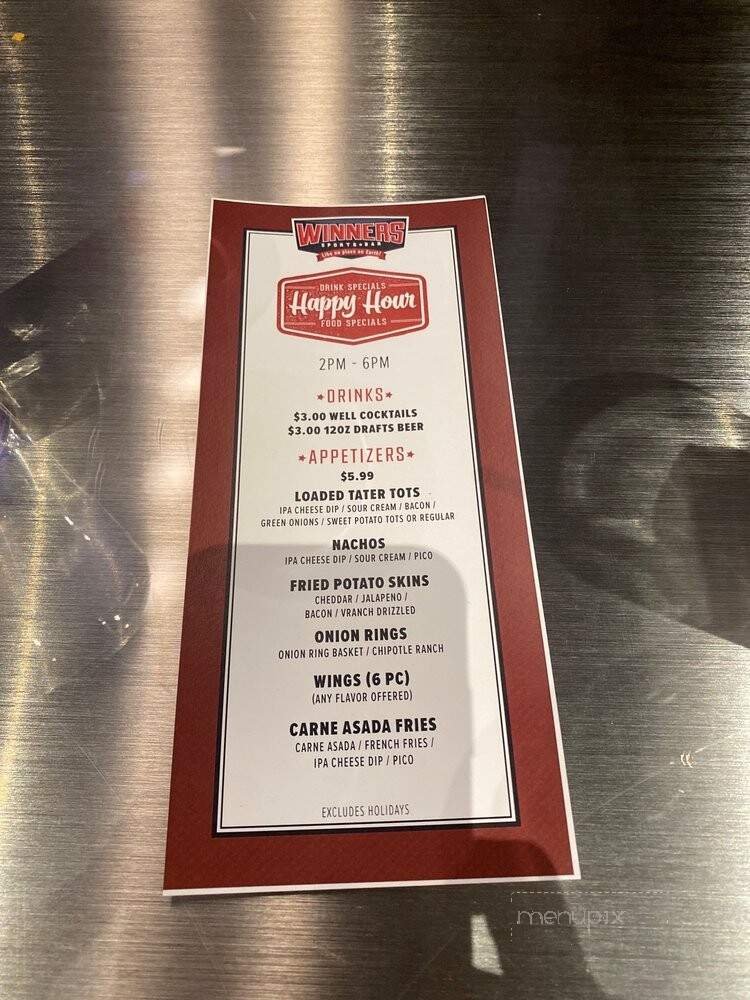 WINNERS
SPORTS BAR
Like no place on Earth!
DRINK SPECIALS
Happy Hour
FOOD SPECIALS
2PM - 6PM
★DRINKS★
$3.00 WELL COCKTAILS
$3.00 12OZ DRAFTS BEER
★APPETIZERS★
$5.99
LOADED TATER TOTS
IPA CHEESE DIP / SOUR CREAM / BACON /
GREEN ONIONS / SWEET POTATO TOTS OR REGULAR
NACHOS
IPA CHEESE DIP / SOUR CREAM / PICO
FRIED POTATO SKINS
CHEDDAR / JALAPENO /
BACON / VRANCH DRIZZLED
ONION RINGS
ONION RING BASKET / CHIPOTLE RANCH
WINGS (6 PC)
(ANY FLAVOR OFFERED)
CARNE ASADA FRIES
CARNE ASADA / FRENCH FRIES /
IPA CHEESE DIP / PICO
EXCLUDES HOLIDAYS
menupix